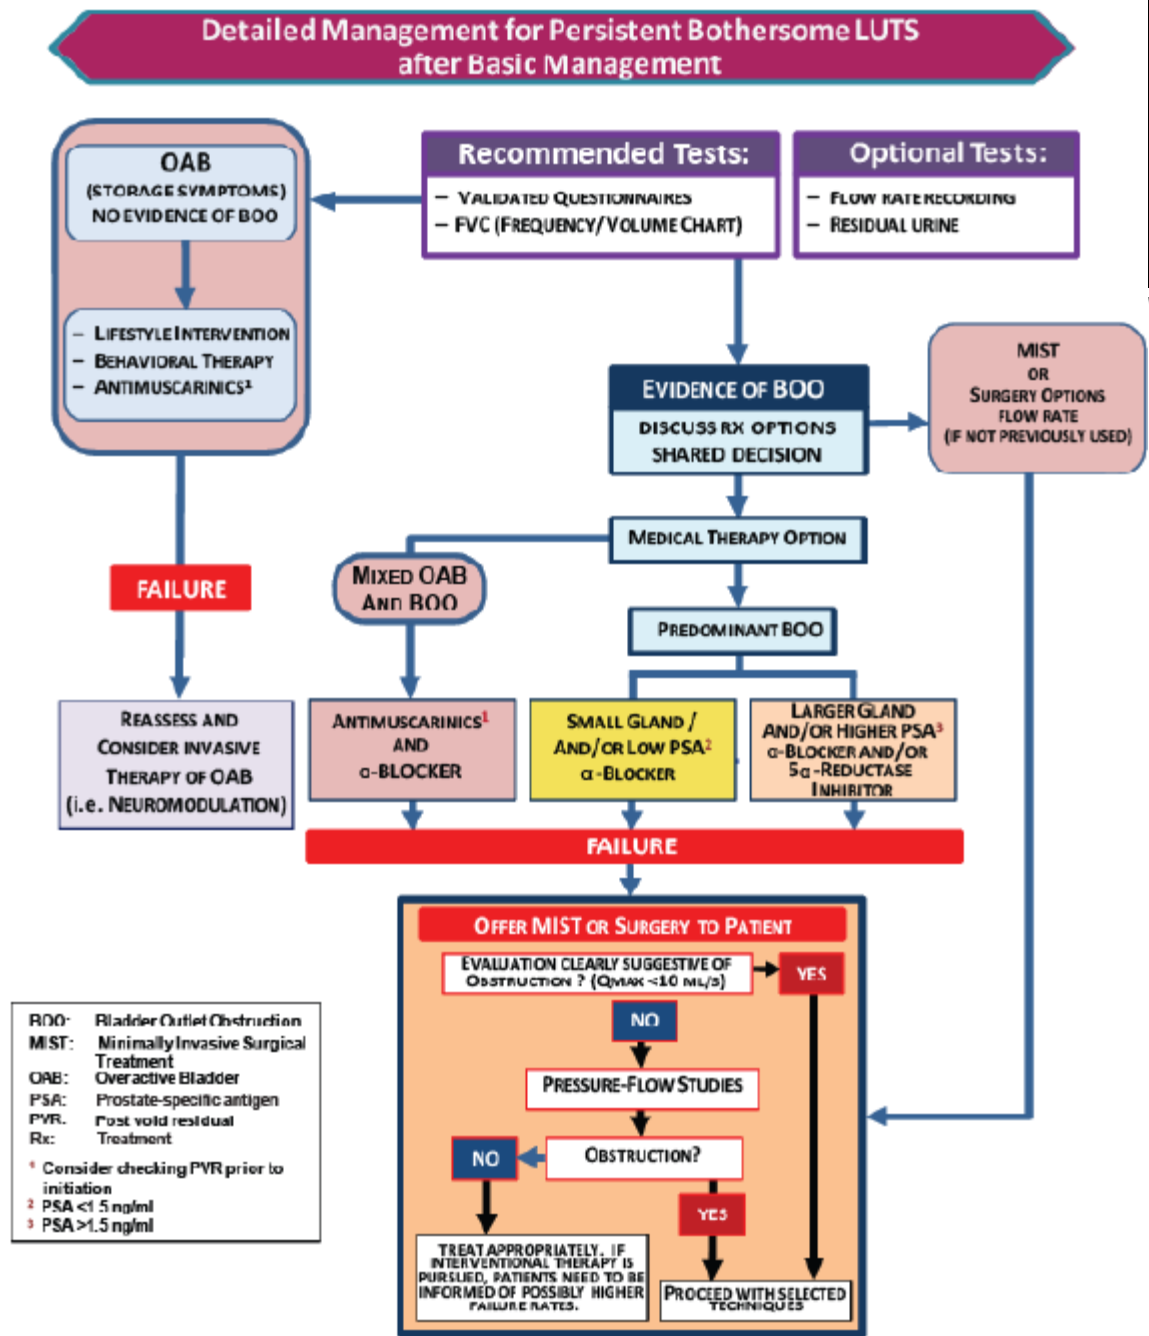 Detailed Management for Persistent Bothersome LUTS
after Basic Management
OAB
(STORAGE SYMPTOMS)
NO EVIDENCE OF BOO
– LIFESTYLE INTERVENTION
– BEHAVIORAL THERAPY
– ANTIMUSCARINICS¹
Recommended Tests:
– VALIDATED QUESTIONNAIRES
– FVC (FREQUENCY/VOLUME CHART)
Optional Tests:
– FLOW RATE RECORDING
– RESIDUAL URINE
EVIDENCE OF BOO
DISCUSS RX OPTIONS
SHARED DECISION
MIST
OR
SURGERY OPTIONS
FLOW RATE
(IF NOT PREVIOUSLY USED)
MEDICAL THERAPY OPTION
MIXED OAB
AND BOO
PREDOMINANT BOO
FAILURE
REASSESS AND
CONSIDER INVASIVE
THERAPY OF OAB
(i.e. NEUROMODULATION)
ANTIMUSCARINICS¹
AND
α-BLOCKER
SMALL GLAND /
AND/OR LOW PSA²
α-BLOCKER
LARGER GLAND
AND/OR HIGHER PSA³
α-BLOCKER AND/OR
5α-REDUCTASE
INHIBITOR
FAILURE
OFFER MIST OR SURGERY TO PATIENT
EVALUATION CLEARLY SUGGESTIVE OF
OBSTRUCTION ? (QMAX <10 ML/S)
YES
NO
PRESSURE-FLOW STUDIES
OBSTRUCTION?
NO
YES
TREAT APPROPRIATELY. IF
INTERVENTIONAL THERAPY IS
PURSUED, PATIENTS NEED TO BE
INFORMED OF POSSIBLY HIGHER
FAILURE RATES.
PROCEED WITH SELECTED
TECHNIQUES
BOO: Bladder Outlet Obstruction
MIST: Minimally Invasive Surgical
Treatment
OAB: Overactive Bladder
PSA: Prostate-specific antigen
PVR: Post void residual
Rx: Treatment
¹ Consider checking PVR prior to
initiation
² PSA <1.5 ng/ml
³ PSA >1.5 ng/ml